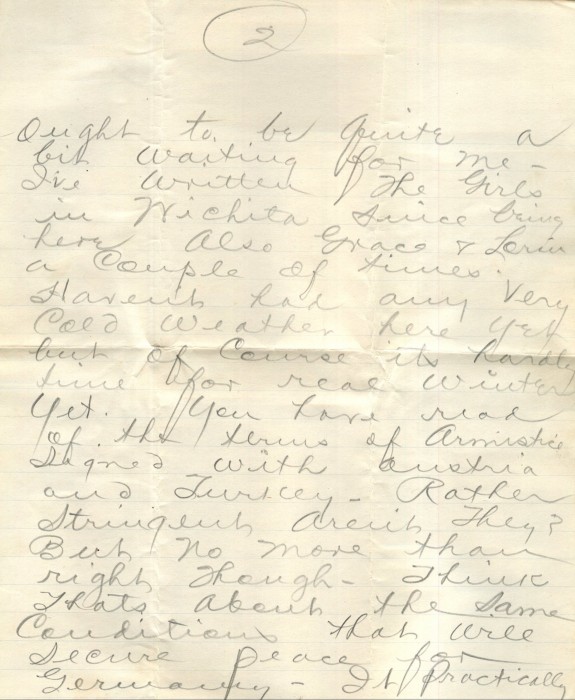 2
Ought to be quite a
bit waiting for me -
I've written the Girls
in Wichita since being
here Also Grace & Lorin
a Couple of times.
Havent had any Very
Cold Weather here yet
but of Course its hardly
time for real Winter
yet. You have read
of the terms of Armistice
Signed with Austria
and Turkey - Rather
Stringent Arent They?
But no more than
right though - Think
Thats About the Same
Conditions that will
secure peace for
Germany - It Practically